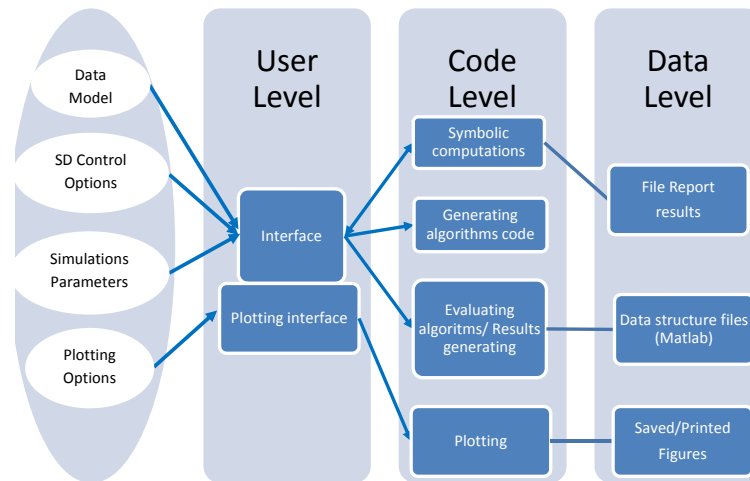 Data
Model
SD Control
Options
Simulations
Parameters
Plotting
Options
User
Level
Interface
Plotting interface
Code
Level
Symbolic
computations
Generating
algorithms code
Evaluating
algoritms/ Results
generating
Plotting
Data
Level
File Report
results
Data structure files
(Matlab)
Saved/Printed
Figures